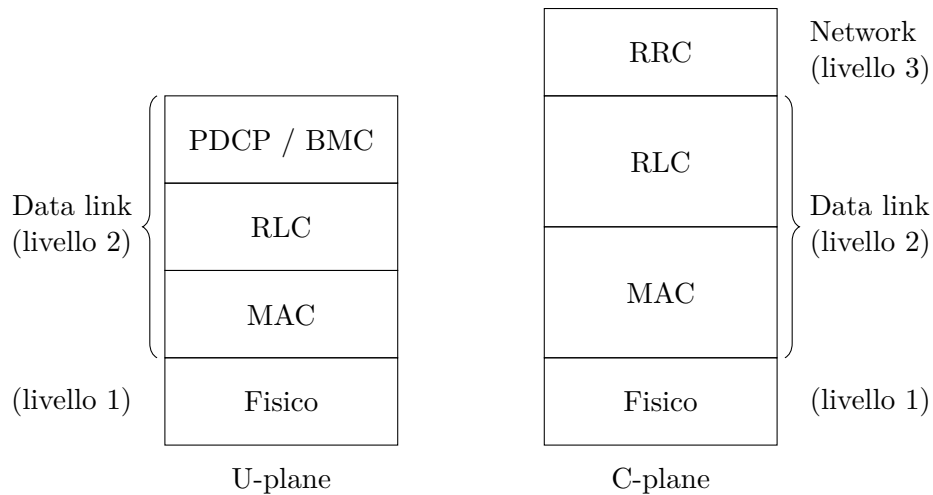 RRC
Network
(livello 3)
PDCP / BMC
RLC
MAC
Data link
(livello 2)
Fisico
(livello 1)
U-plane
RLC
MAC
Data link
(livello 2)
Fisico
(livello 1)
C-plane